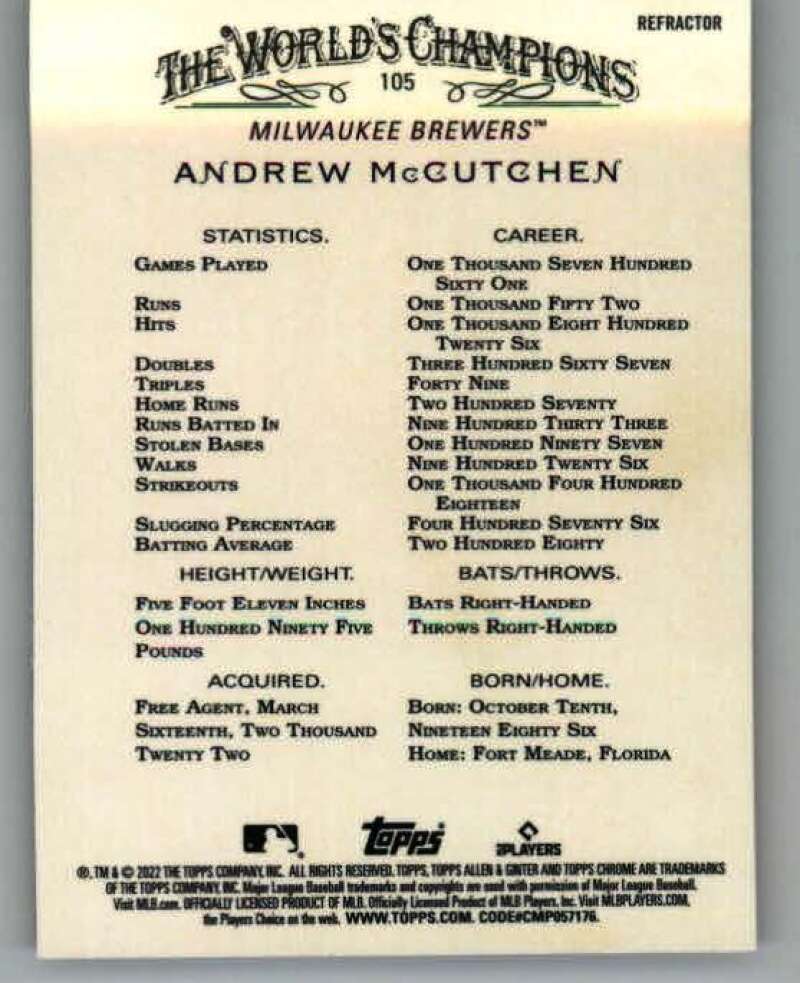 REFRACTOR
THE WORLD'S CHAMPIONS
105
MILWAUKEE BREWERS™
ANDREW McCUTCHEN
STATISTICS. CAREER.
GAMES PLAYED ONE THOUSAND SEVEN HUNDRED
SIXTY ONE
RUNS ONE THOUSAND FIFTY TWO
HITS ONE THOUSAND EIGHT HUNDRED
TWENTY SIX
DOUBLES THREE HUNDRED SIXTY SEVEN
TRIPLES FORTY NINE
HOME RUNS TWO HUNDRED SEVENTY
RUNS BATTED IN NINE HUNDRED THIRTY THREE
STOLEN BASES ONE HUNDRED NINETY SEVEN
WALKS NINE HUNDRED TWENTY SIX
STRIKEOUTS ONE THOUSAND FOUR HUNDRED
EIGHTEEN
SLUGGING PERCENTAGE FOUR HUNDRED SEVENTY SIX
BATTING AVERAGE TWO HUNDRED EIGHTY
HEIGHT/WEIGHT. BATS/THROWS.
FIVE FOOT ELEVEN INCHES BATS RIGHT-HANDED
ONE HUNDRED NINETY FIVE THROWS RIGHT-HANDED
POUNDS
ACQUIRED. BORN/HOME.
FREE AGENT, MARCH BORN: OCTOBER TENTH,
SIXTEENTH, TWO THOUSAND NINETEEN EIGHTY SIX
TWENTY TWO HOME: FORT MEADE, FLORIDA
Topps PLAYERS
®, TM & © 2022 THE TOPPS COMPANY, INC. ALL RIGHTS RESERVED. TOPPS, TOPPS ALLEN & GINTER AND TOPPS CHROME ARE TRADEMARKS
OF THE TOPPS COMPANY, INC. Major League Baseball trademarks and copyrights are used with permission of Major League Baseball.
Visit MLB.com. OFFICIALLY LICENSED PRODUCT OF MLB. Officially Licensed Product of MLB Players, Inc. Visit MLBPLAYERS.COM,
the Players Choice on the web. WWW.TOPPS.COM. CODE#CMP057176.